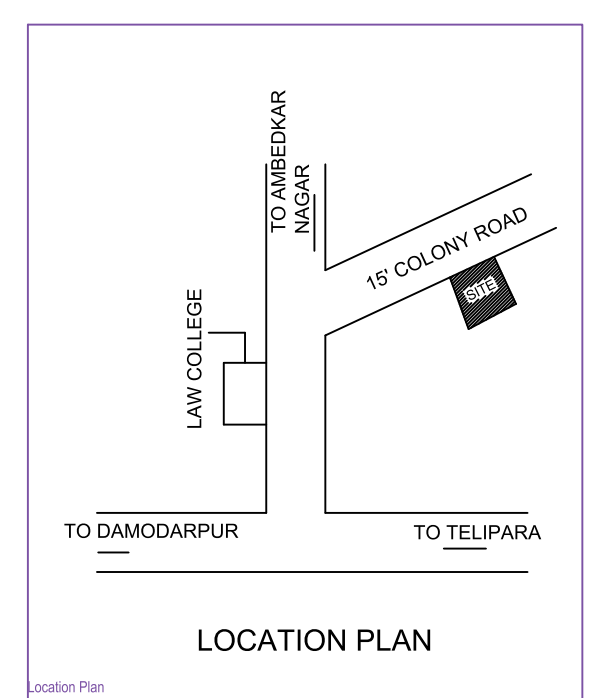 TO AMBEDKAR
NAGAR
15' COLONY ROAD
SITE
LAW COLLEGE
TO DAMODARPUR
TO TELIPARA
LOCATION PLAN
Location Plan